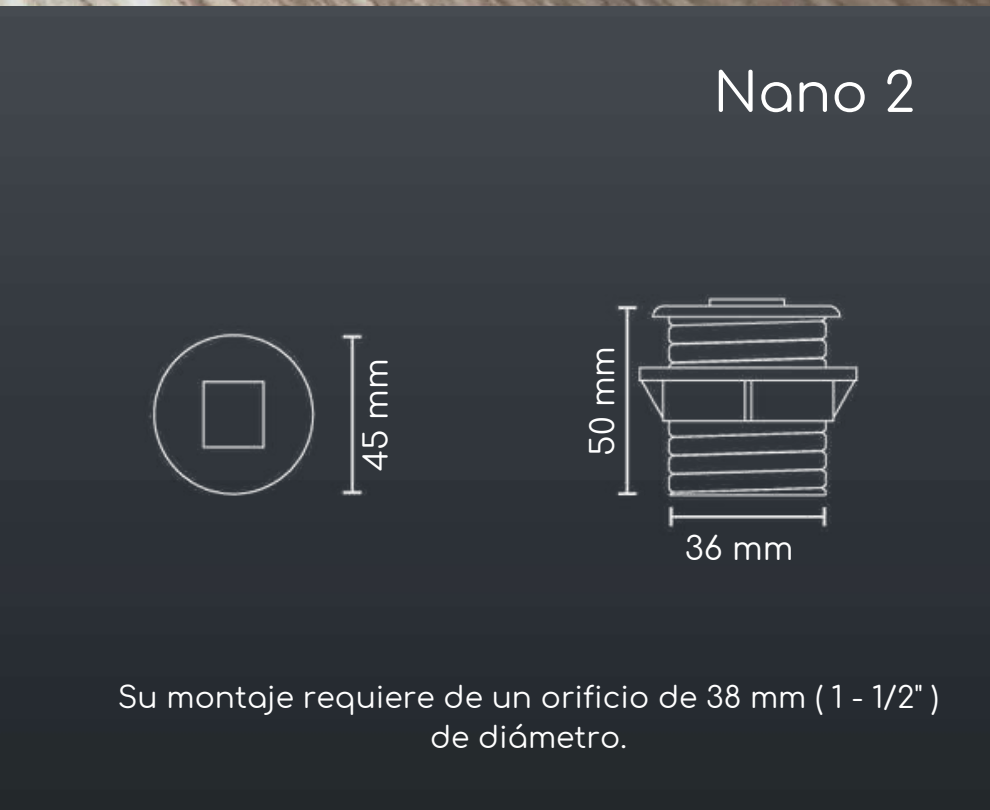 Nano 2
45 mm
50 mm
36 mm
Su montaje requiere de un orificio de 38 mm ( 1 - 1/2" )
de diámetro.